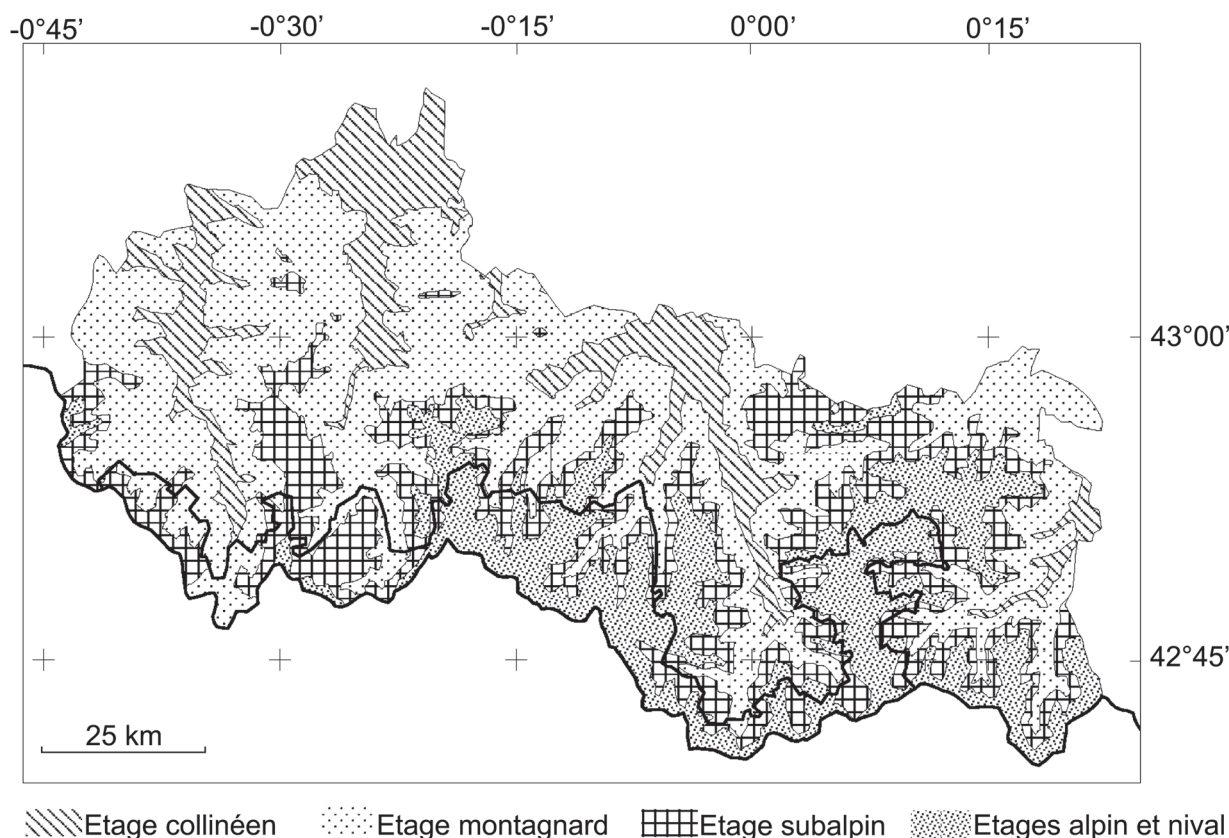 -0°45’ -0°30’ -0°15’ 0°00’ 0°15’
43°00’
42°45’
25 km
Etage collinéen Etage montagnard Etage subalpin Etages alpin et nival